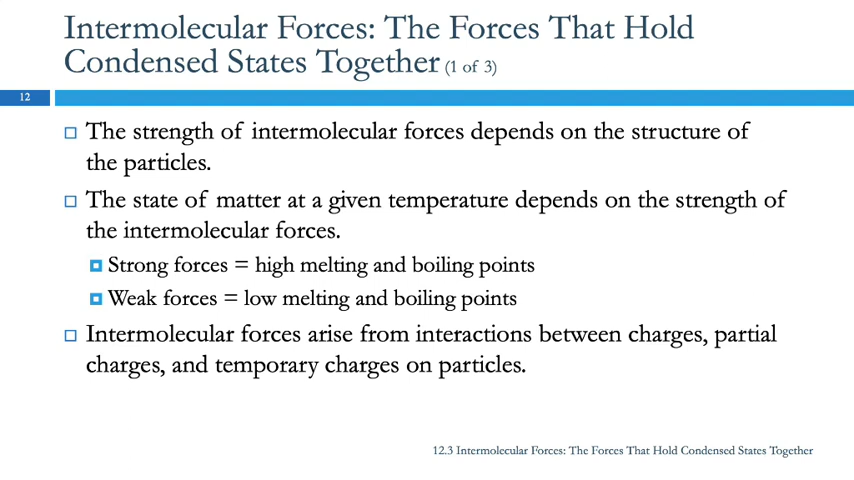 Intermolecular Forces: The Forces That Hold
Condensed States Together (1 of 3)
12
The strength of intermolecular forces depends on the structure of
the particles.
The state of matter at a given temperature depends on the strength of
the intermolecular forces.
Strong forces = high melting and boiling points
Weak forces = low melting and boiling points
Intermolecular forces arise from interactions between charges, partial
charges, and temporary charges on particles.
12.3 Intermolecular Forces: The Forces That Hold Condensed States Together